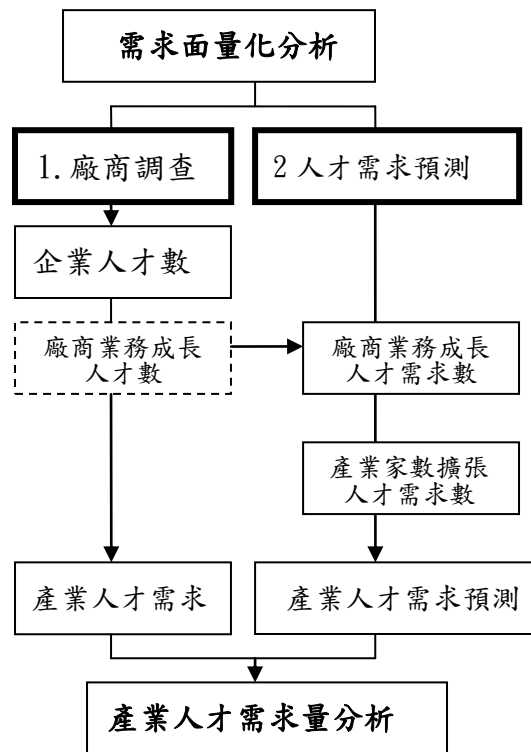 需求面量化分析
1.廠商調查
2人才需求預測
企業人才數
廠商業務成長
人才數
廠商業務成長
人才需求數
產業家數擴張
人才需求數
產業人才需求
產業人才需求預測
產業人才需求量分析